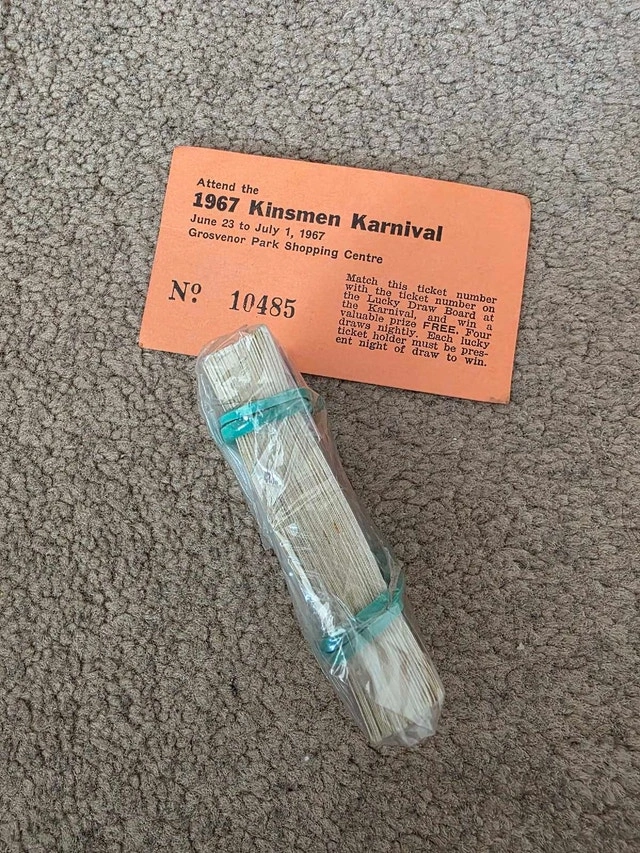 Attend the
1967 Kinsmen Karnival
June 23 to July 1, 1967
Grosvenor Park Shopping Centre
Nº 10485
Match this ticket number
with the ticket number on
the Lucky Draw Board at
the Karnival, and win a
valuable prize FREE. Four
draws nightly. Each lucky
ticket holder must be pres-
ent night of draw to win.